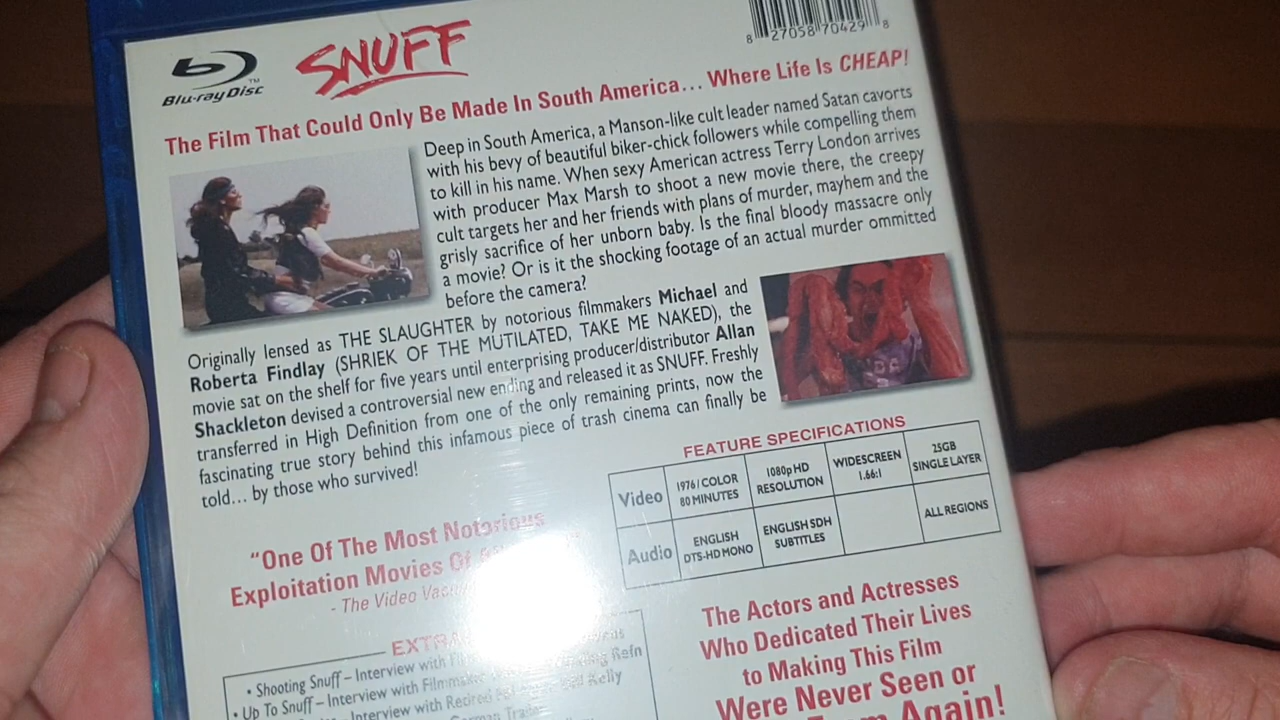 Blu-ray Disc
TM
SNUFF
8 27058 70429 8
The Film That Could Only Be Made In South America... Where Life Is CHEAP!
Deep in South America, a Manson-like cult leader named Satan cavorts
with his bevy of beautiful biker-chick followers while compelling them
to kill in his name. When sexy American actress Terry London arrives
with producer Max Marsh to shoot a new movie there, the creepy
cult targets her and her friends with plans of murder, mayhem and the
grisly sacrifice of her unborn baby. Is the final bloody massacre only
a movie? Or is it the shocking footage of an actual murder ommitted
before the camera?
Originally lensed as THE SLAUGHTER by notorious filmmakers Michael and
Roberta Findlay (SHRIEK OF THE MUTILATED, TAKE ME NAKED), the
movie sat on the shelf for five years until enterprising producer/distributor Allan
Shackleton devised a controversial new ending and released it as SNUFF. Freshly
transferred in High Definition from one of the only remaining prints, now the
fascinating true story behind this infamous piece of trash cinema can finally be
told... by those who survived!
"One Of The Most Notorious
Exploitation Movies Of
- The Video
FEATURE SPECIFICATIONS
Video
1976 / COLOR
80 MINUTES
1080p HD
RESOLUTION
WIDESCREEN
1.66:1
25GB
SINGLE LAYER
Audio
ENGLISH
DTS-HD MONO
ENGLISH SDH
SUBTITLES
ALL REGIONS
• Shooting Snuff – Interview with
• Up To Snuff – Interview with Refn
Interview with Retired Kelly
German
The Actors and Actresses
Who Dedicated Their Lives
to Making This Film
Were Never Seen or
Again!